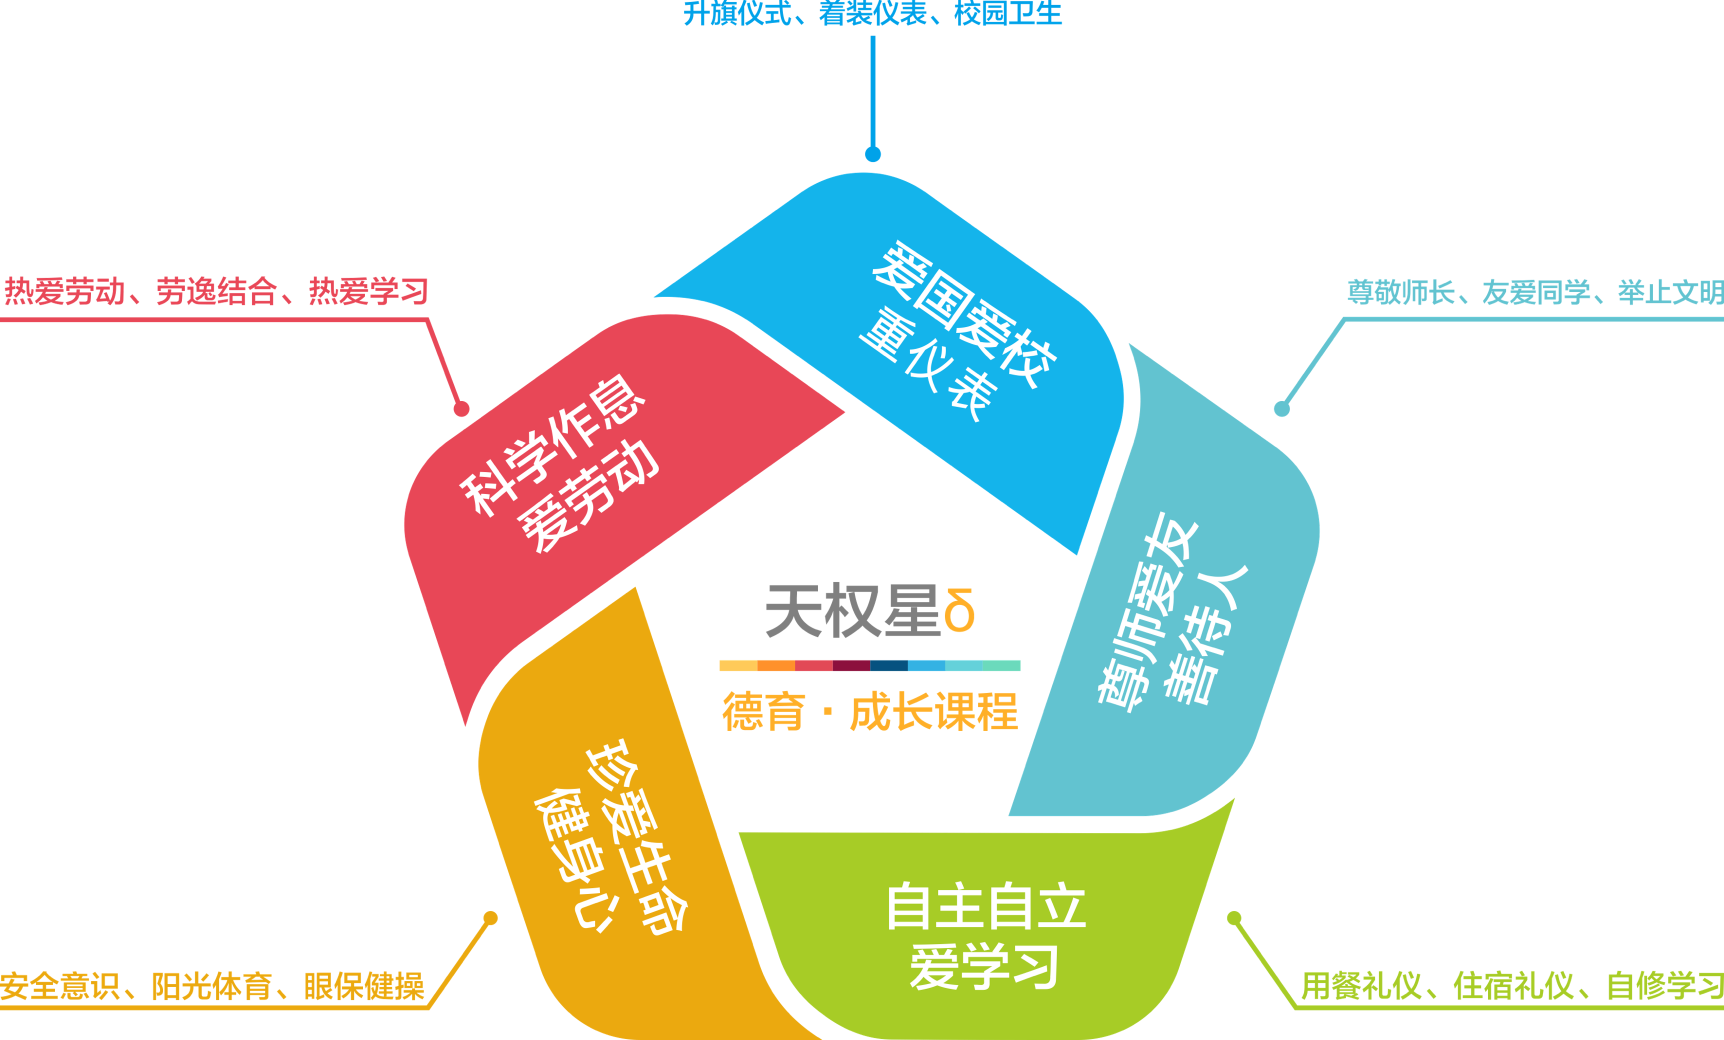 升旗仪式、着装仪表、校园卫生
爱国爱校
重仪表
热爱劳动、劳逸结合、热爱学习
科学作息
爱劳动
尊敬师长、友爱同学、举止文明
尊师爱友
善待人
天权星δ
德育·成长课程
珍爱生命
健身心
安全意识、阳光体育、眼保健操
自主自立
爱学习
用餐礼仪、住宿礼仪、自修学习